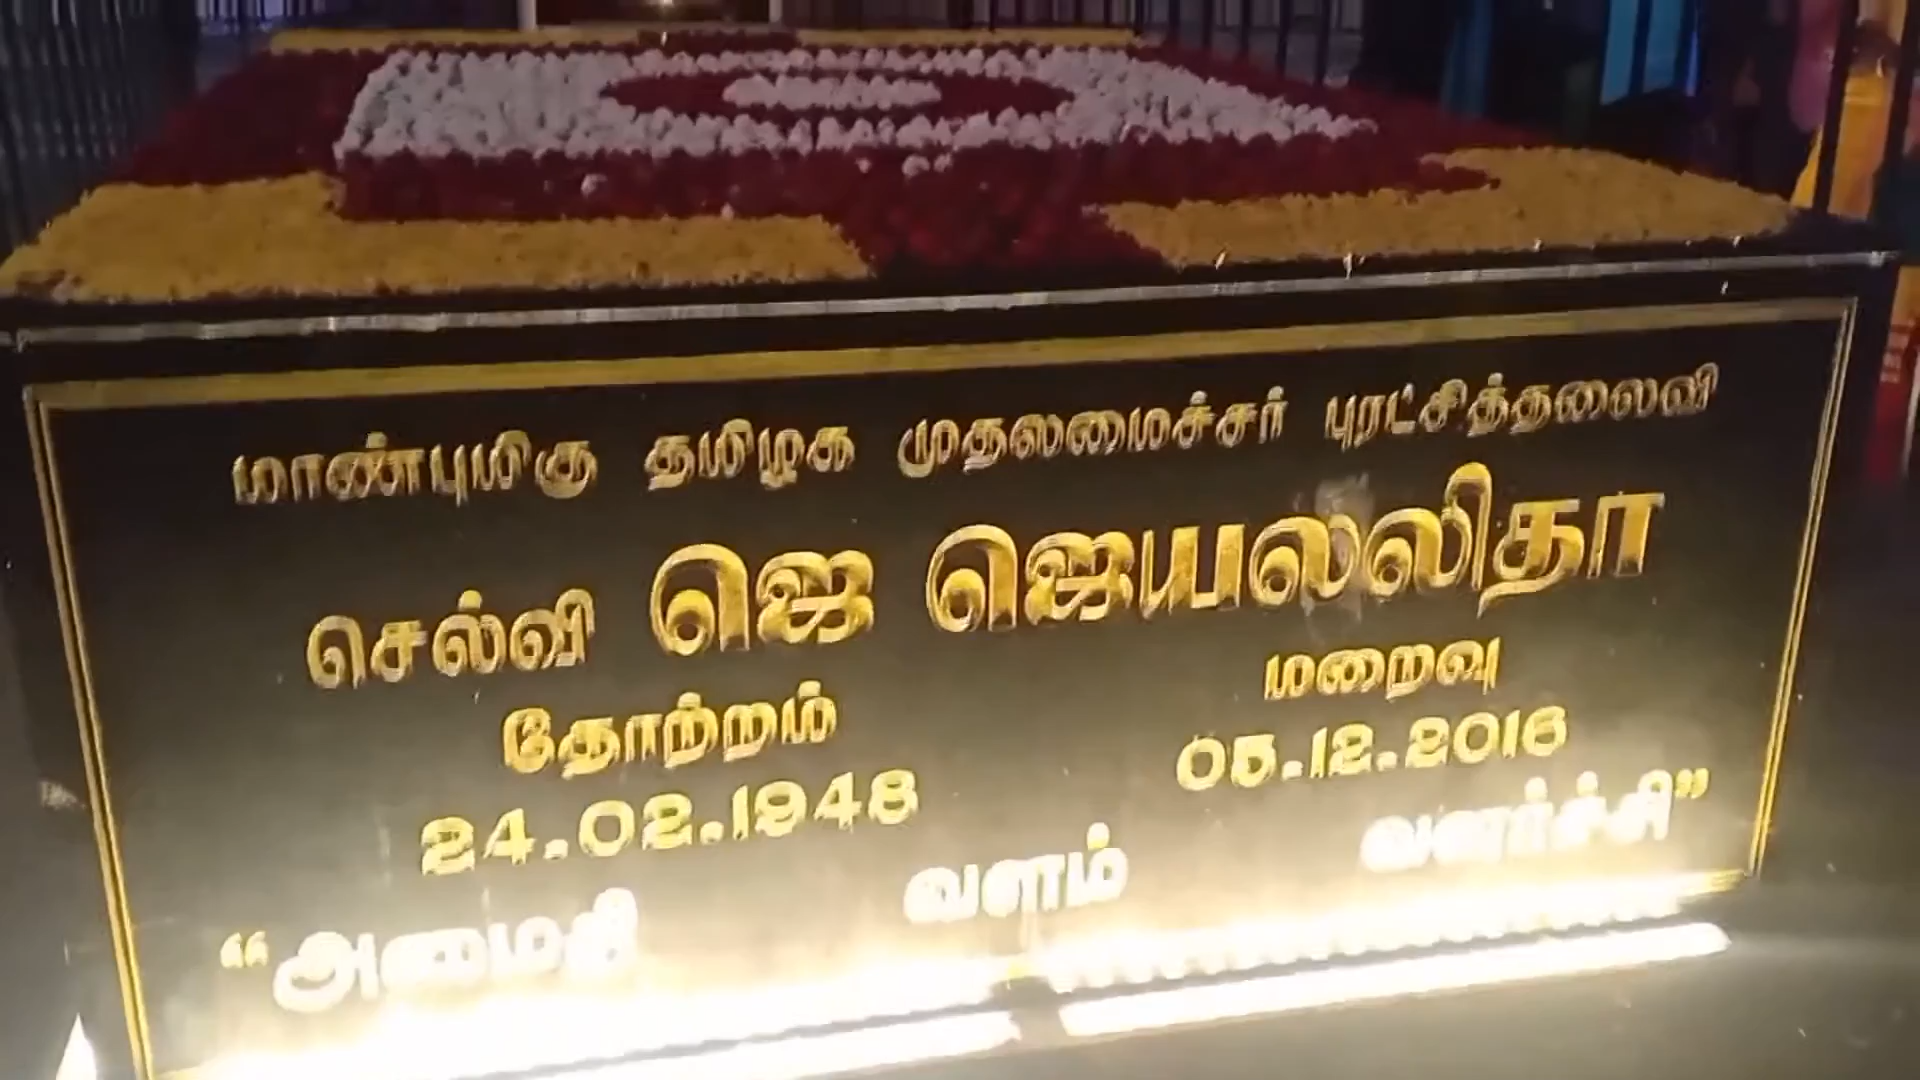 மாண்புமிகு தமிழக முதலமைச்சர் புரட்சித்தலைவி
செல்வி ஜெ ஜெயலலிதா
தோற்றம் மறைவு
24.02.1948 05.12.2016
“அமைதி வளம் வளர்ச்சி”